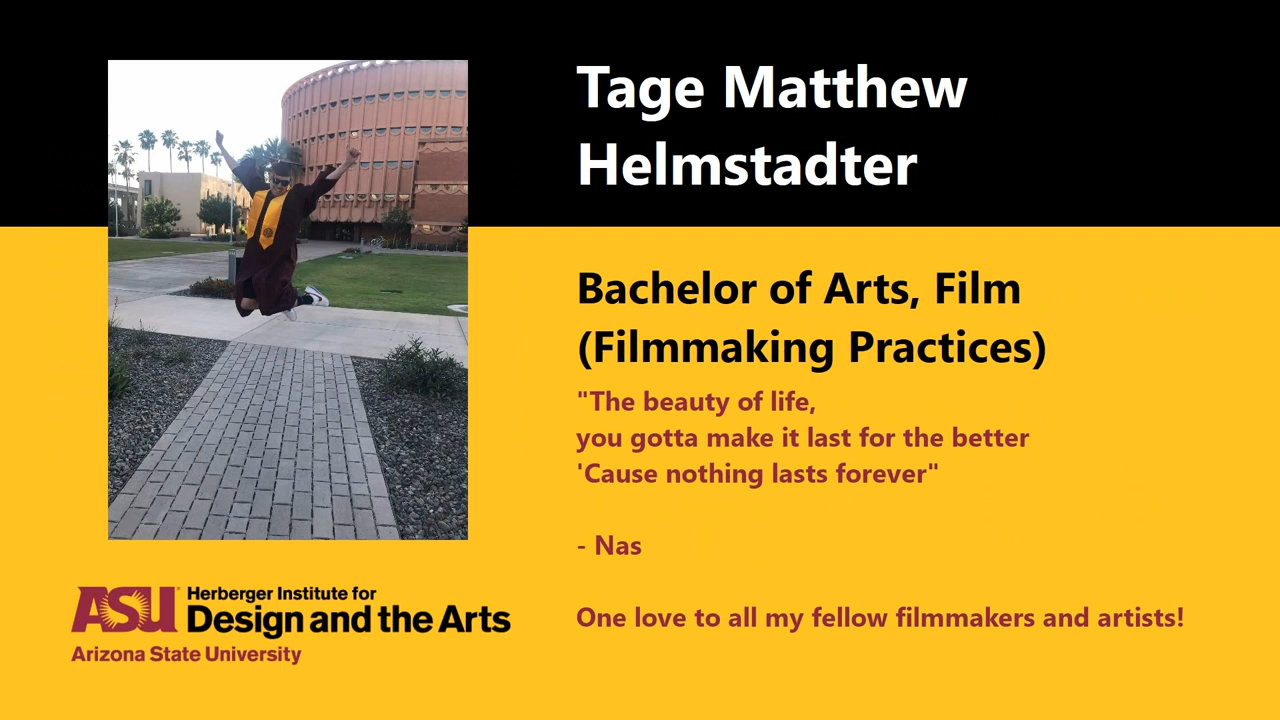 Tage Matthew
Helmstadter
Bachelor of Arts, Film
(Filmmaking Practices)
"The beauty of life,
you gotta make it last for the better
'Cause nothing lasts forever"
- Nas
One love to all my fellow filmmakers and artists!
ASU Herberger Institute for
Design and the Arts
Arizona State University